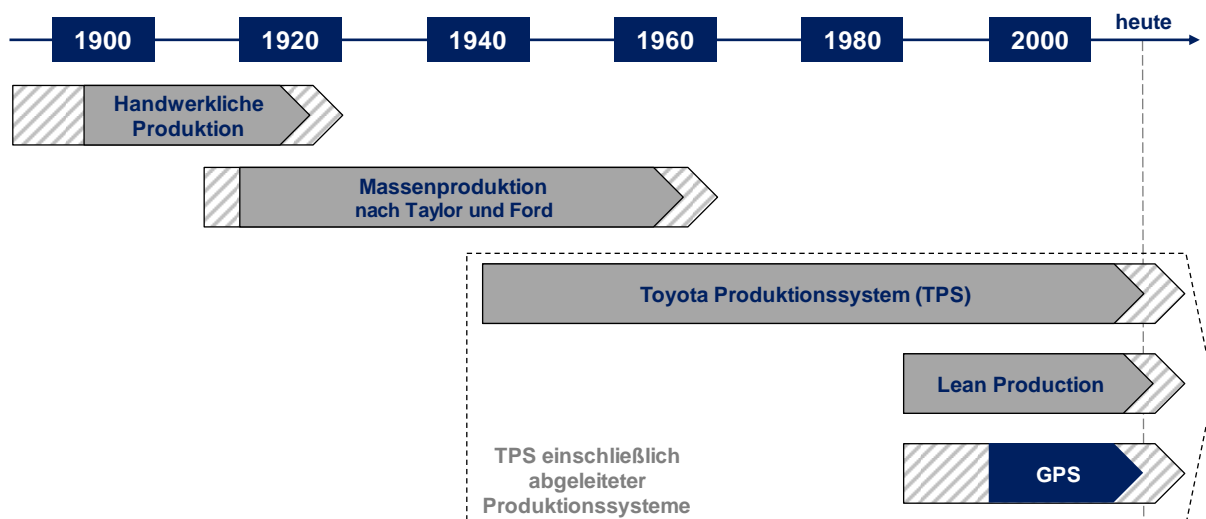 heute
1900 1920 1940 1960 1980 2000
Handwerkliche
Produktion
Massenproduktion
nach Taylor und Ford
Toyota Produktionssystem (TPS)
Lean Production
TPS einschließlich
abgeleiteter
Produktionssysteme
GPS